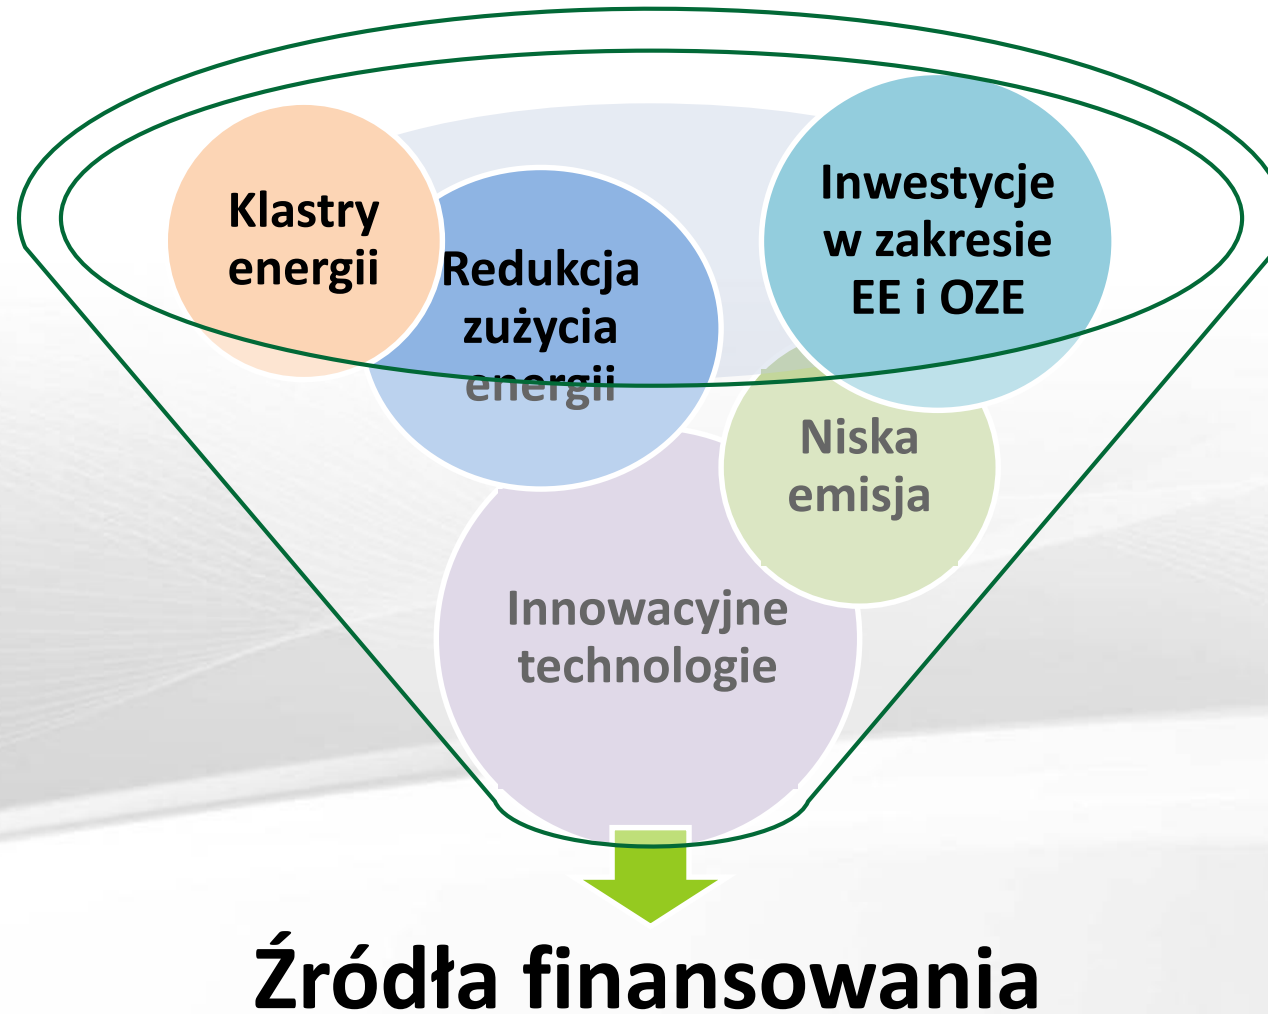 Klastry
energii
Redukcja
zużycia
energii
Inwestycje
w zakresie
EE i OZE
Niska
emisja
Innowacyjne
technologie
Źródła finansowania